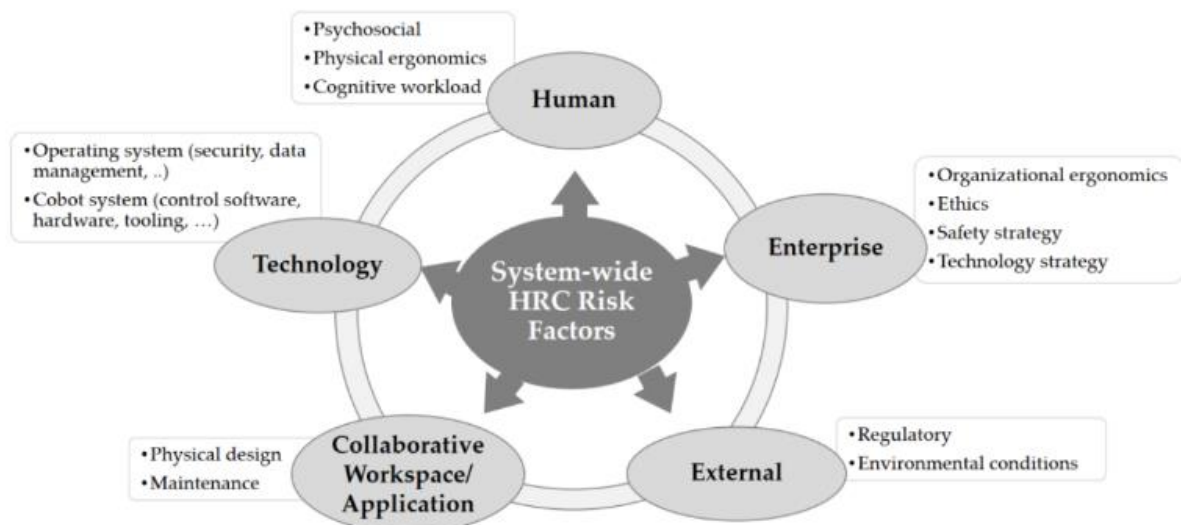 •Psychosocial
•Physical ergonomics
•Cognitive workload
Human
•Operating system (security, data
management, ..)
•Cobot system (control software,
hardware, tooling, …)
Technology
•Organizational ergonomics
•Ethics
•Safety strategy
•Technology strategy
Enterprise
System-wide
HRC Risk
Factors
•Physical design
•Maintenance
Collaborative
Workspace/
Application
External
•Regulatory
•Environmental conditions